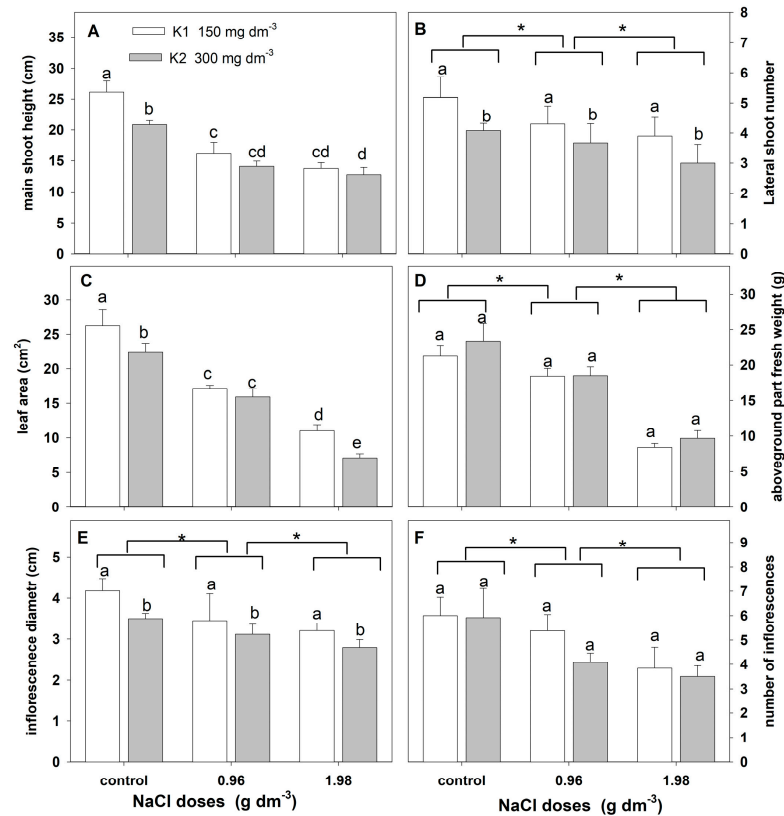 A
K1 150 mg dm-3
K2 300 mg dm-3
main shoot height (cm)
35
30
25
20
15
10
5
0
a
b
c
cd
cd
d
B
* *
a
b
a
b
a
b
8
7
6
5
4
3
2
1
0
Lateral shoot number
C
leaf area (cm2)
30
25
20
15
10
5
0
a
b
c
c
d
e
D
* *
a
a
a
a
a
a
30
25
20
15
10
5
0
aboveground part fresh weight (g)
E
inflorescenece diametr (cm)
5
4
3
2
1
0
* *
a
b
a
b
a
b
F
* *
a
a
a
a
a
a
9
8
7
6
5
4
3
2
1
0
number of inflorescences
control 0.96 1.98
NaCl doses (g dm-3)
control 0.96 1.98
NaCl doses (g dm-3)